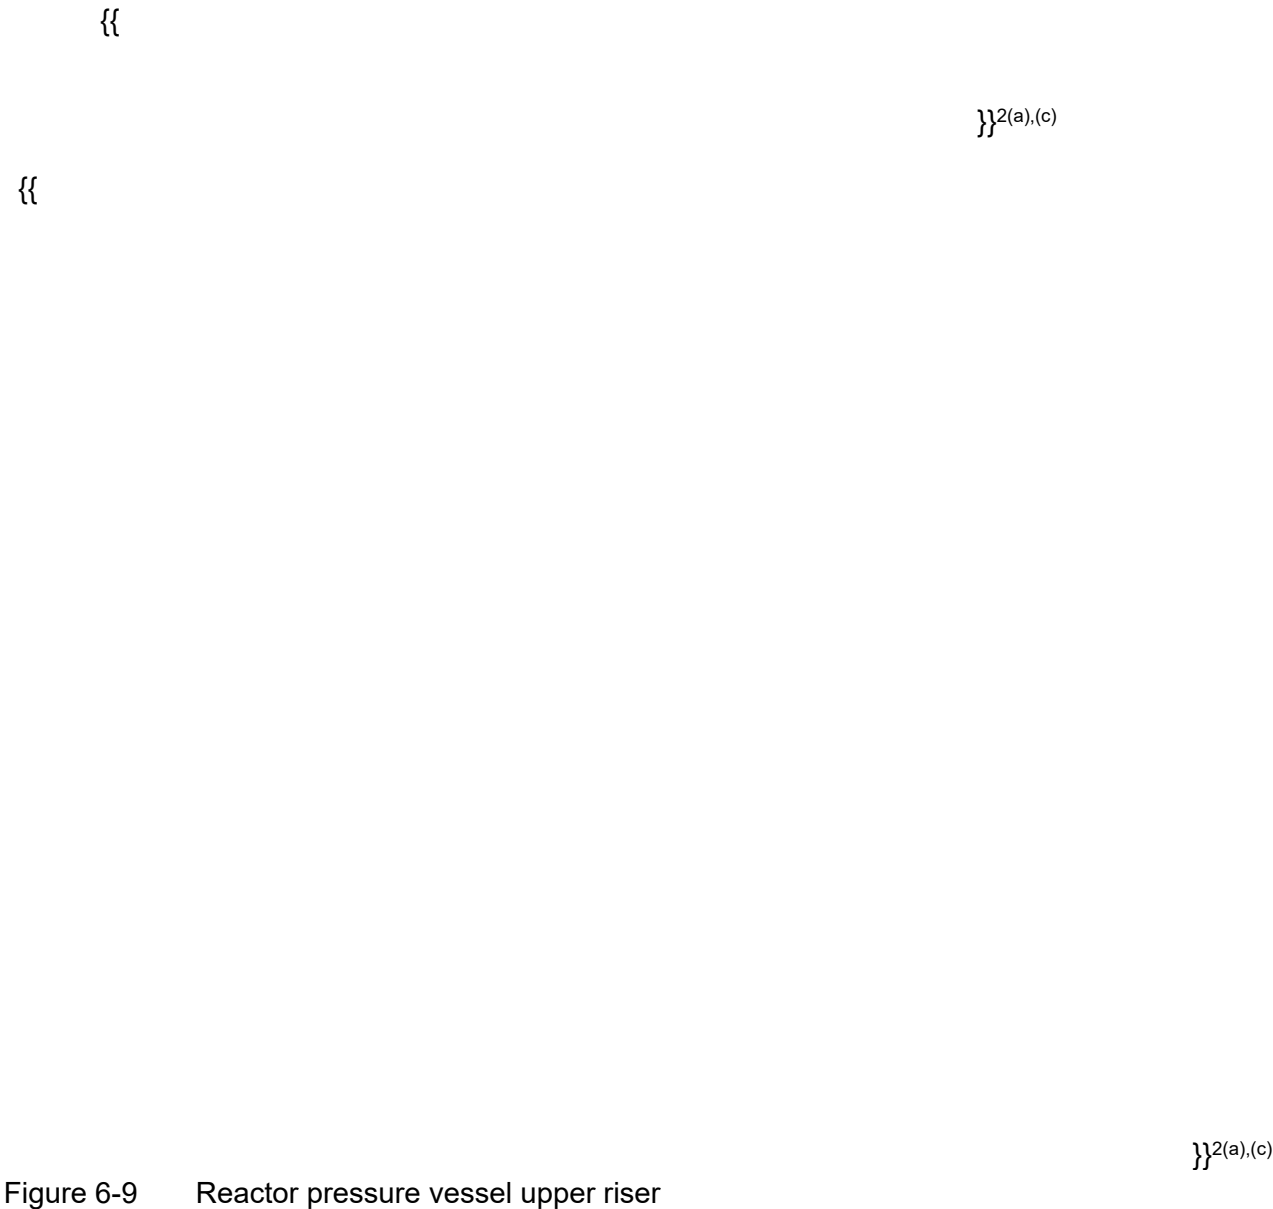 {{
}}2(a),(c)
{{
}}2(a),(c)
Figure 6-9 Reactor pressure vessel upper riser